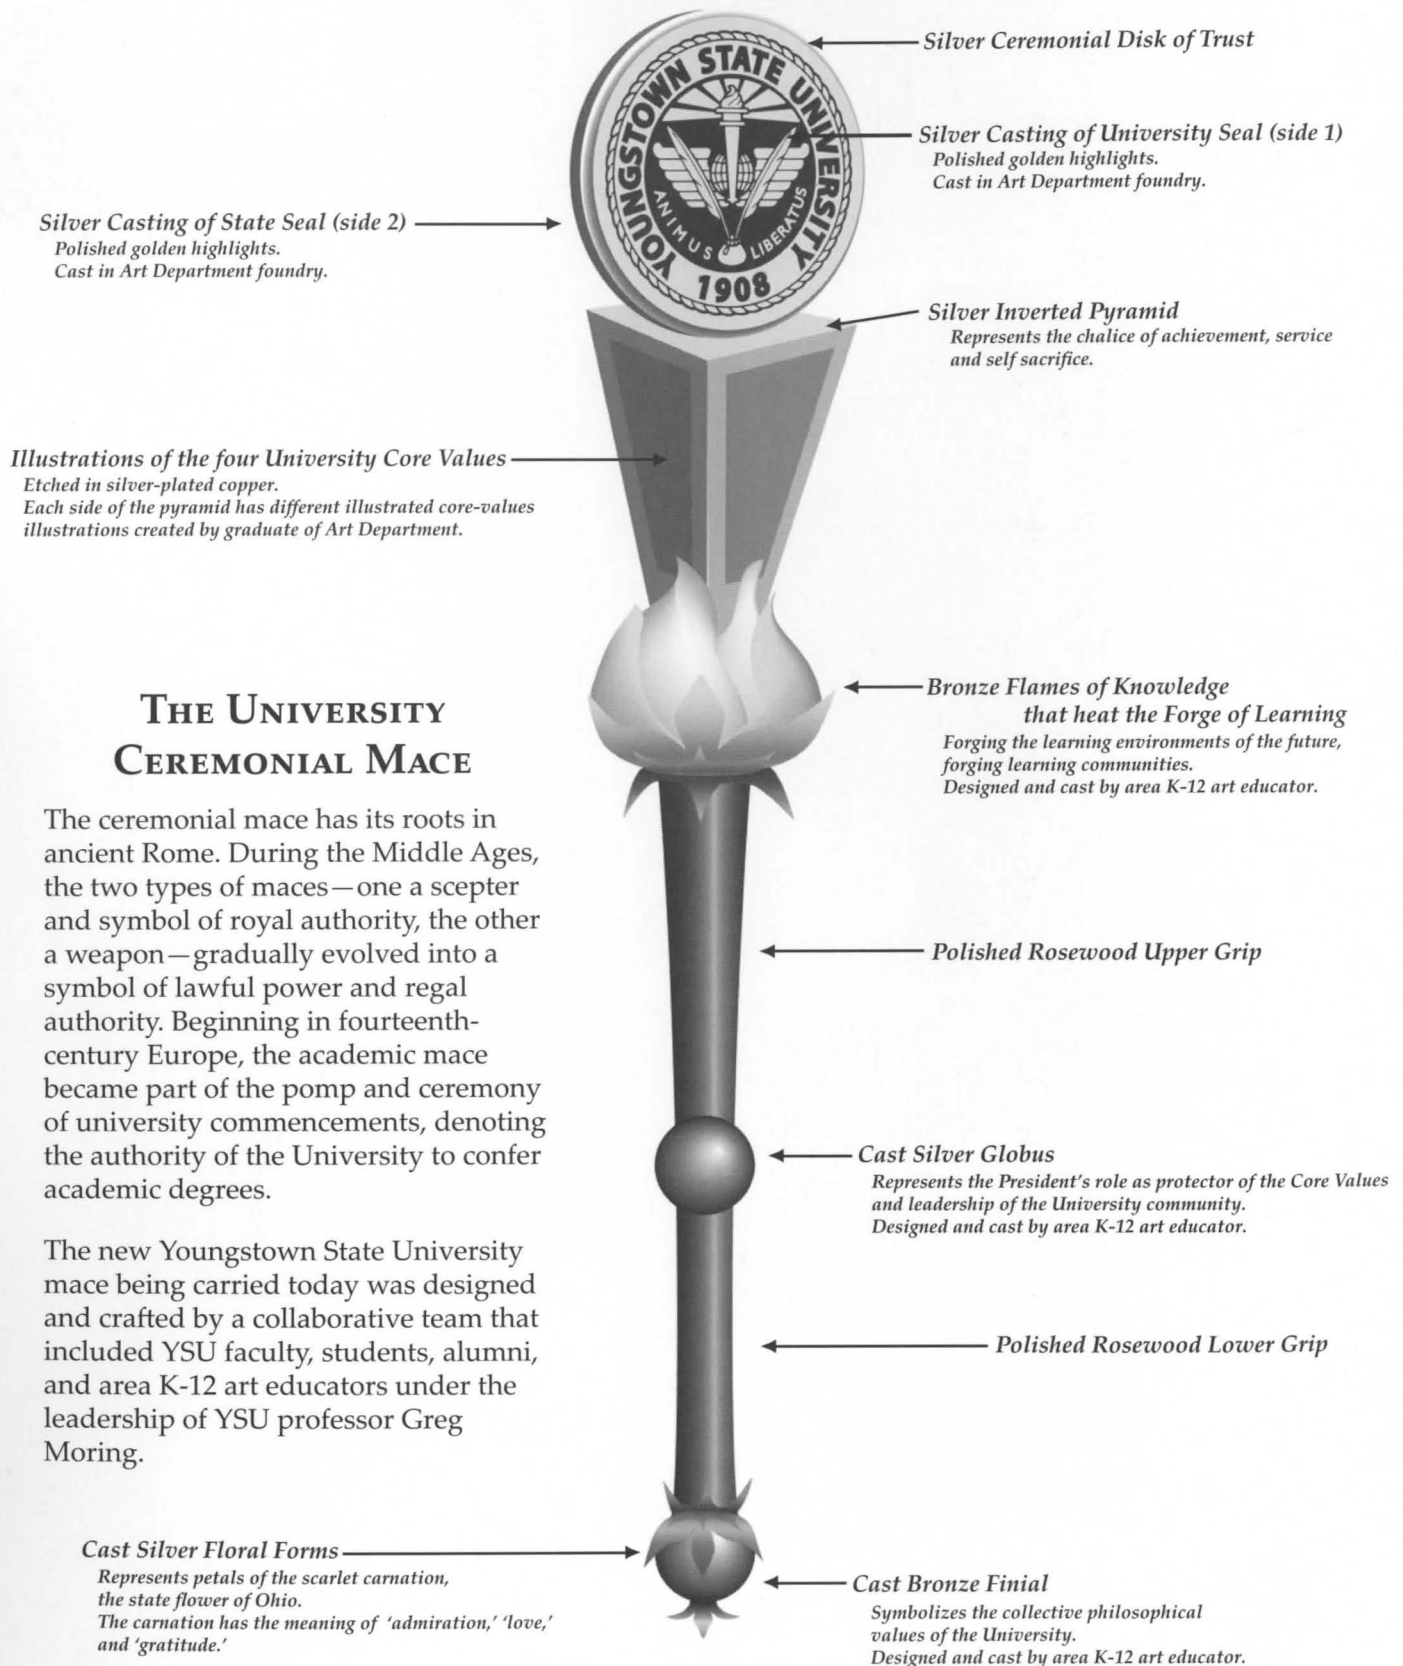 Silver Ceremonial Disk of Trust
YOUNGSTOWN STATE UNIVERSITY
ANIMUS LIBERATUS
1908
Silver Casting of University Seal (side 1)
Polished golden highlights.
Cast in Art Department foundry.
Silver Casting of State Seal (side 2)
Polished golden highlights.
Cast in Art Department foundry.
Silver Inverted Pyramid
Represents the chalice of achievement, service
and self sacrifice.
Illustrations of the four University Core Values
Etched in silver-plated copper.
Each side of the pyramid has different illustrated core-values
illustrations created by graduate of Art Department.
Bronze Flames of Knowledge
that heat the Forge of Learning
Forging the learning environments of the future,
forging learning communities.
Designed and cast by area K-12 art educator.
THE UNIVERSITY
CEREMONIAL MACE
The ceremonial mace has its roots in
ancient Rome. During the Middle Ages,
the two types of maces—one a scepter
and symbol of royal authority, the other
a weapon—gradually evolved into a
symbol of lawful power and regal
authority. Beginning in fourteenth-
century Europe, the academic mace
became part of the pomp and ceremony
of university commencements, denoting
the authority of the University to confer
academic degrees.
The new Youngstown State University
mace being carried today was designed
and crafted by a collaborative team that
included YSU faculty, students, alumni,
and area K-12 art educators under the
leadership of YSU professor Greg
Moring.
Polished Rosewood Upper Grip
Cast Silver Globus
Represents the President's role as protector of the Core Values
and leadership of the University community.
Designed and cast by area K-12 art educator.
Polished Rosewood Lower Grip
Cast Silver Floral Forms
Represents petals of the scarlet carnation,
the state flower of Ohio.
The carnation has the meaning of 'admiration,' 'love,'
and 'gratitude.'
Cast Bronze Finial
Symbolizes the collective philosophical
values of the University.
Designed and cast by area K-12 art educator.